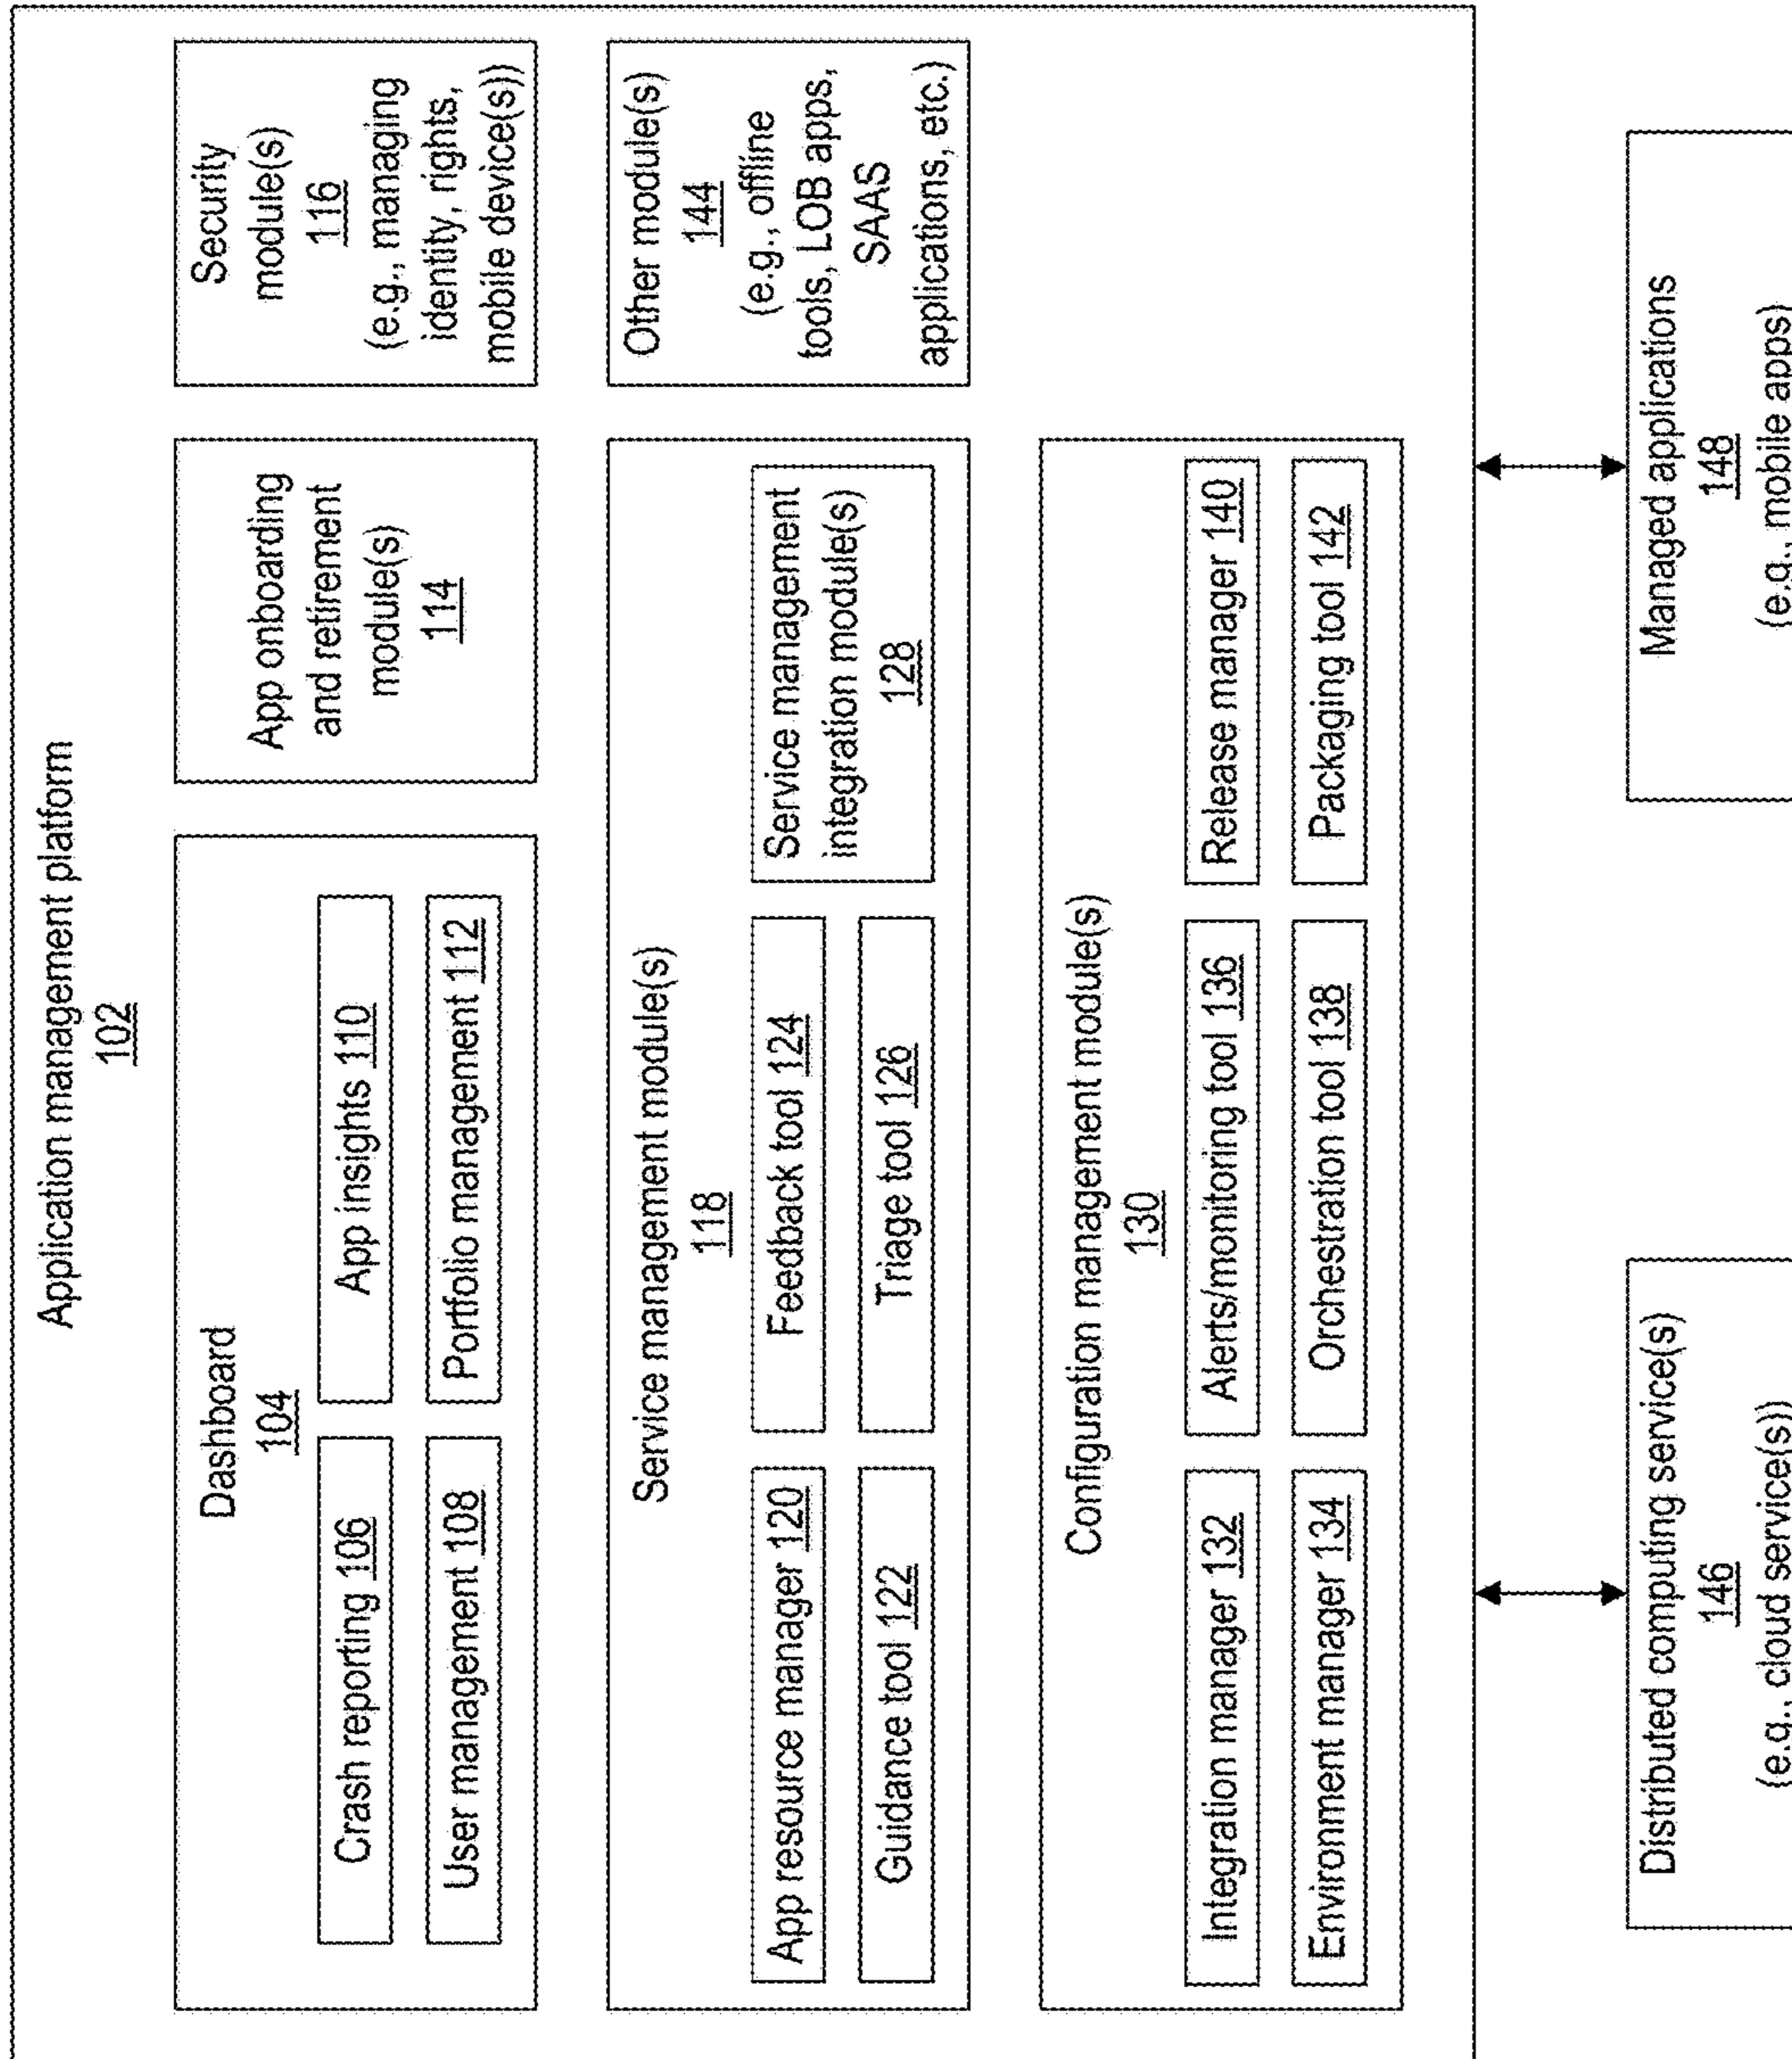 Application management platform
102
Dashboard
104
Crash reporting 106
App insights 110
User management 108
Portfolio management 112
App onboarding
and retirement
module(s)
114
Security
module(s)
116
(e.g., managing
identity, rights,
mobile device(s))
Service management module(s)
118
App resource manager 120
Feedback tool 124
Guidance tool 122
Triage tool 126
Service management
integration module(s)
128
Other module(s)
144
(e.g., offline
tools, LOB apps,
SAAS
applications, etc.)
Configuration management module(s)
130
Integration manager 132
Alerts/monitoring tool 136
Release manager 140
Environment manager 134
Orchestration tool 138
Packaging tool 142
Distributed computing service(s)
146
(e.g., cloud service(s))
Managed applications
148
(e.g., mobile apps)